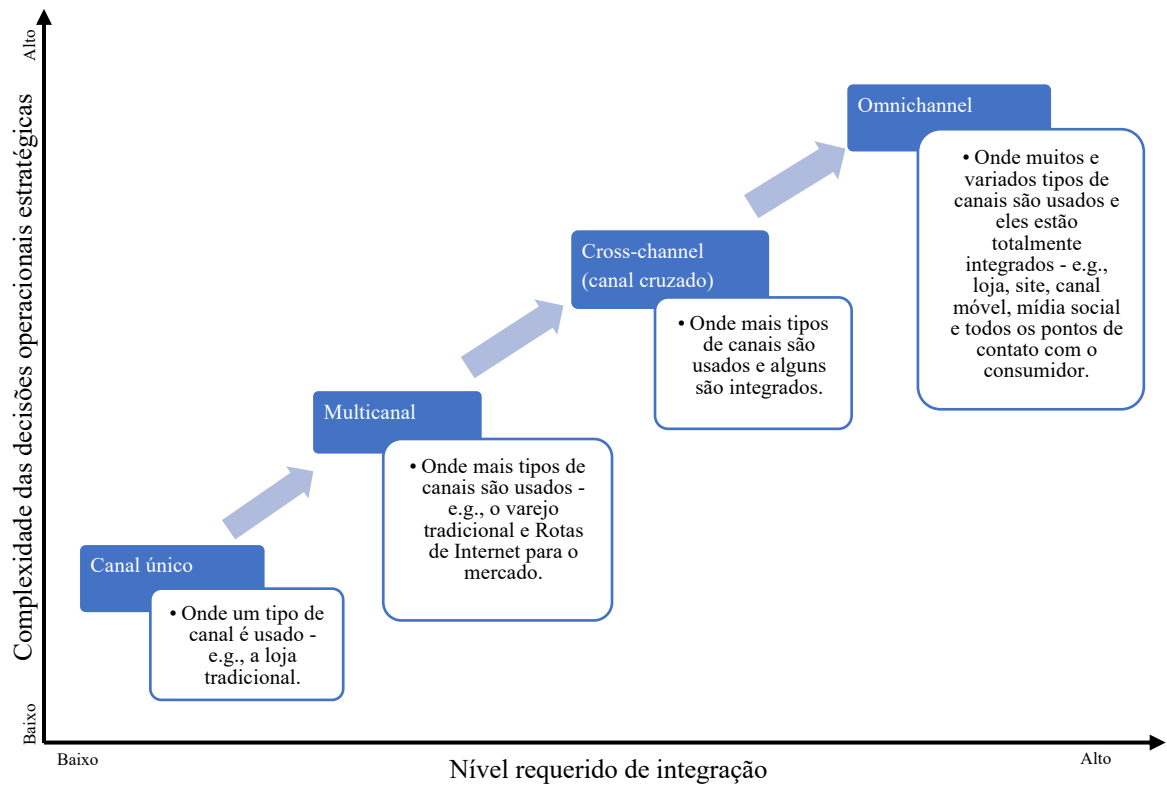 Alto
Complexidade das decisões operacionais estratégicas
Baixo
Omnichannel
• Onde muitos e
variados tipos de
canais são usados e
eles estão
totalmente
integrados - e.g.,
loja, site, canal
móvel, mídia social
e todos os pontos de
contato com o
consumidor.
Cross-channel
(canal cruzado)
• Onde mais tipos
de canais são
usados e alguns
são integrados.
Multicanal
• Onde mais tipos de
canais são usados -
e.g., o varejo
tradicional e Rotas
de Internet para o
mercado.
Canal único
• Onde um tipo de
canal é usado -
e.g., a loja
tradicional.
Baixo
Nível requerido de integração
Alto